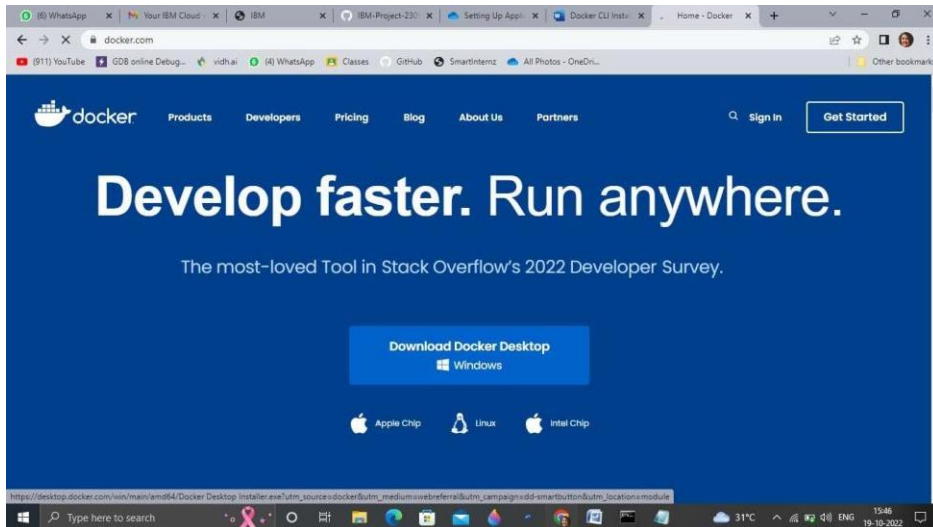 (6) WhatsApp
Your IBM Cloud
IBM
IBM-Project-230
Setting Up Appli
Docker CLI Insta
Home - Docker
docker.com
(911) YouTube
GDB online Debug...
vidh.ai
(4) WhatsApp
Classes
GitHub
SmartInternz
All Photos - OneDri...
Other bookmark
docker
Products
Developers
Pricing
Blog
About Us
Partners
Sign In
Get Started
Develop faster. Run anywhere.
The most-loved Tool in Stack Overflow's 2022 Developer Survey.
Download Docker Desktop
Windows
Apple Chip
Linux
Intel Chip
https://desktop.docker.com/win/main/amd64/Docker Desktop Installer.exe?utm_source=docker&utm_medium=webreferral&utm_campaign=dd-smartbutton&utm_location=module
Type here to search
31°C
ENG
15:46
19-10-2022